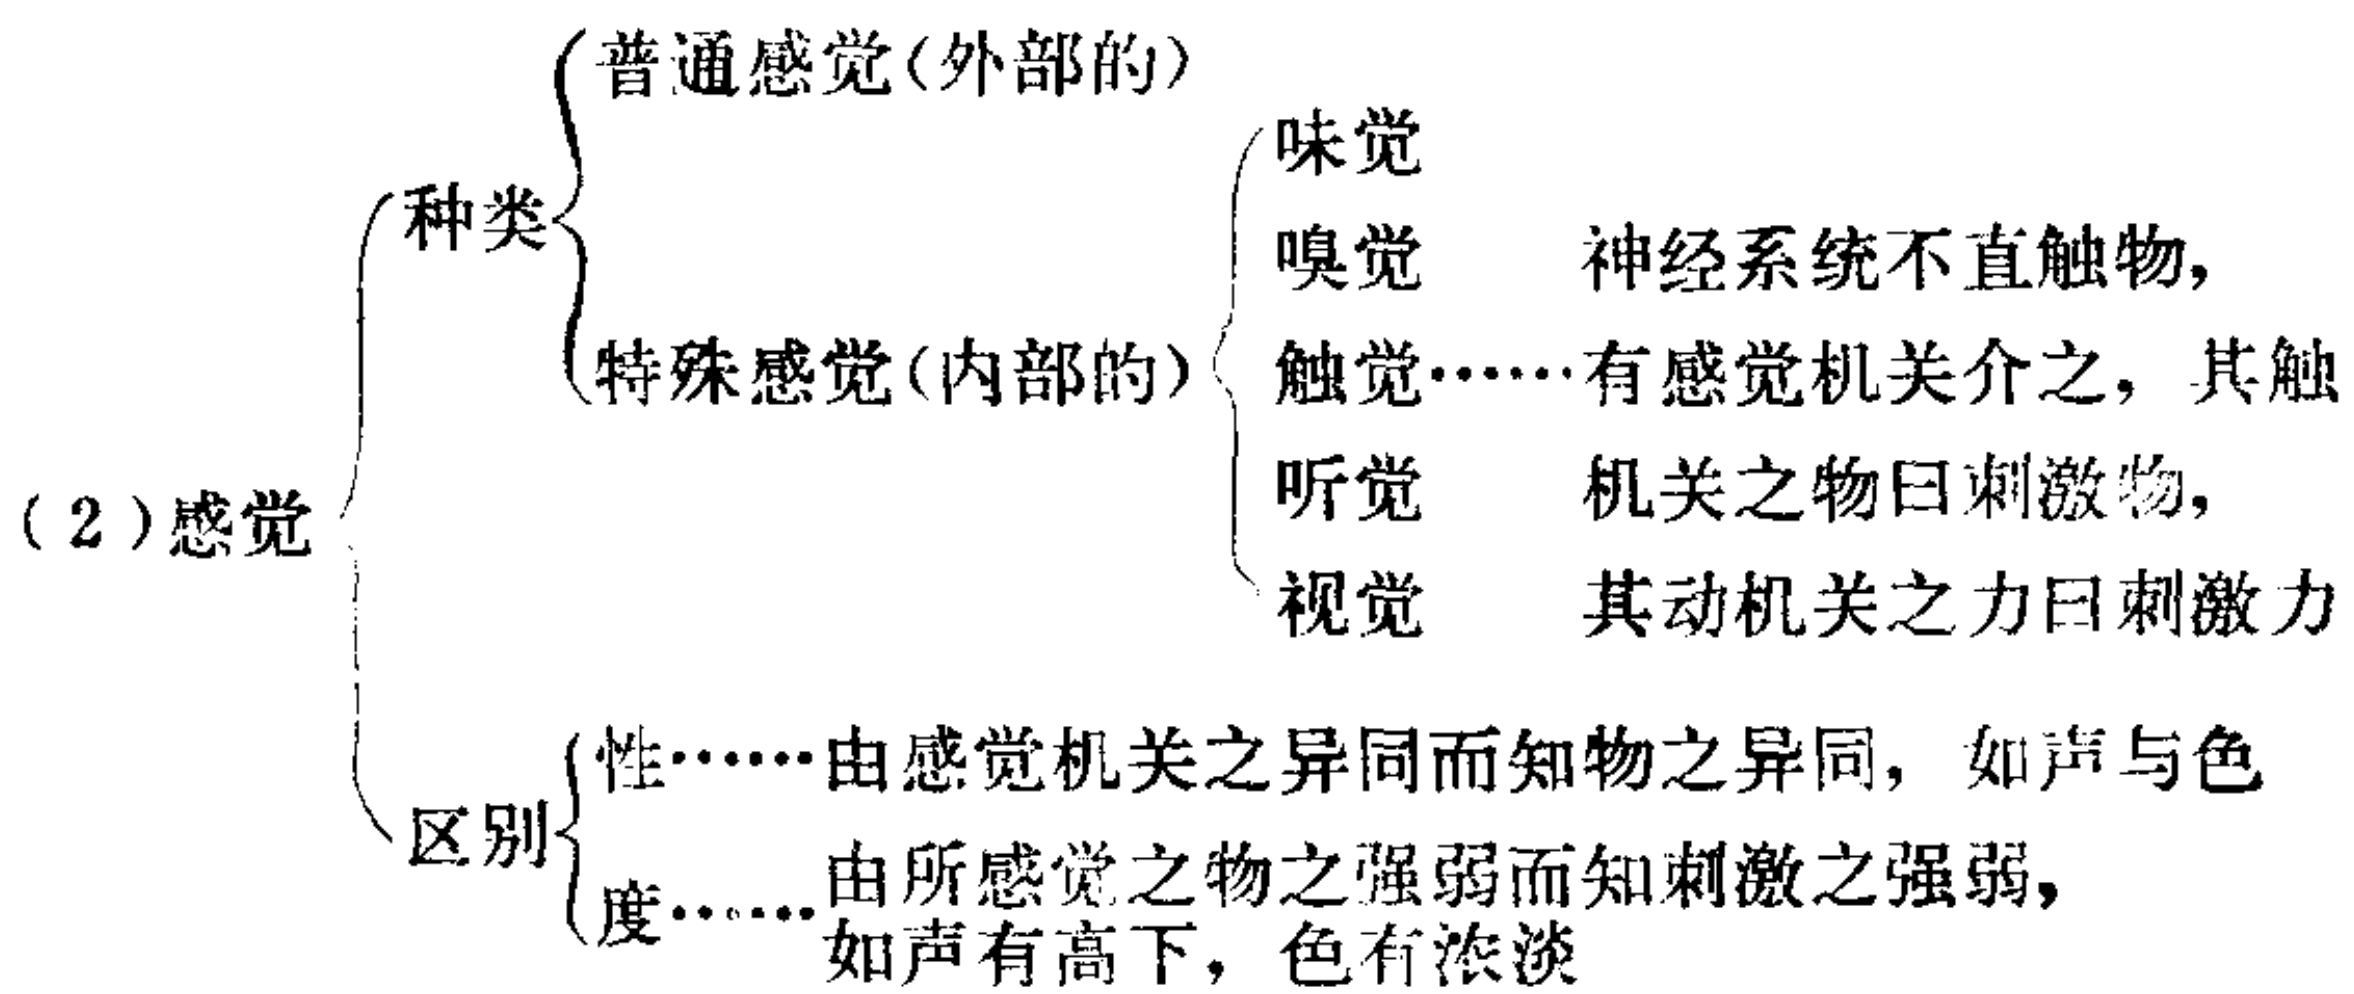 普通感觉（外部的）
味觉
种类
嗅觉 神经系统不直触物，
特殊感觉（内部的） 触觉……有感觉机关介之，其触
（2）感觉 听觉 机关之物曰刺激物，
视觉 其动机关之力曰刺激力
性……由感觉机关之异同而知物之异同，如声与色
区别
度……由所感觉之物之强弱而知刺激之强弱，
如声有高下，色有浓淡